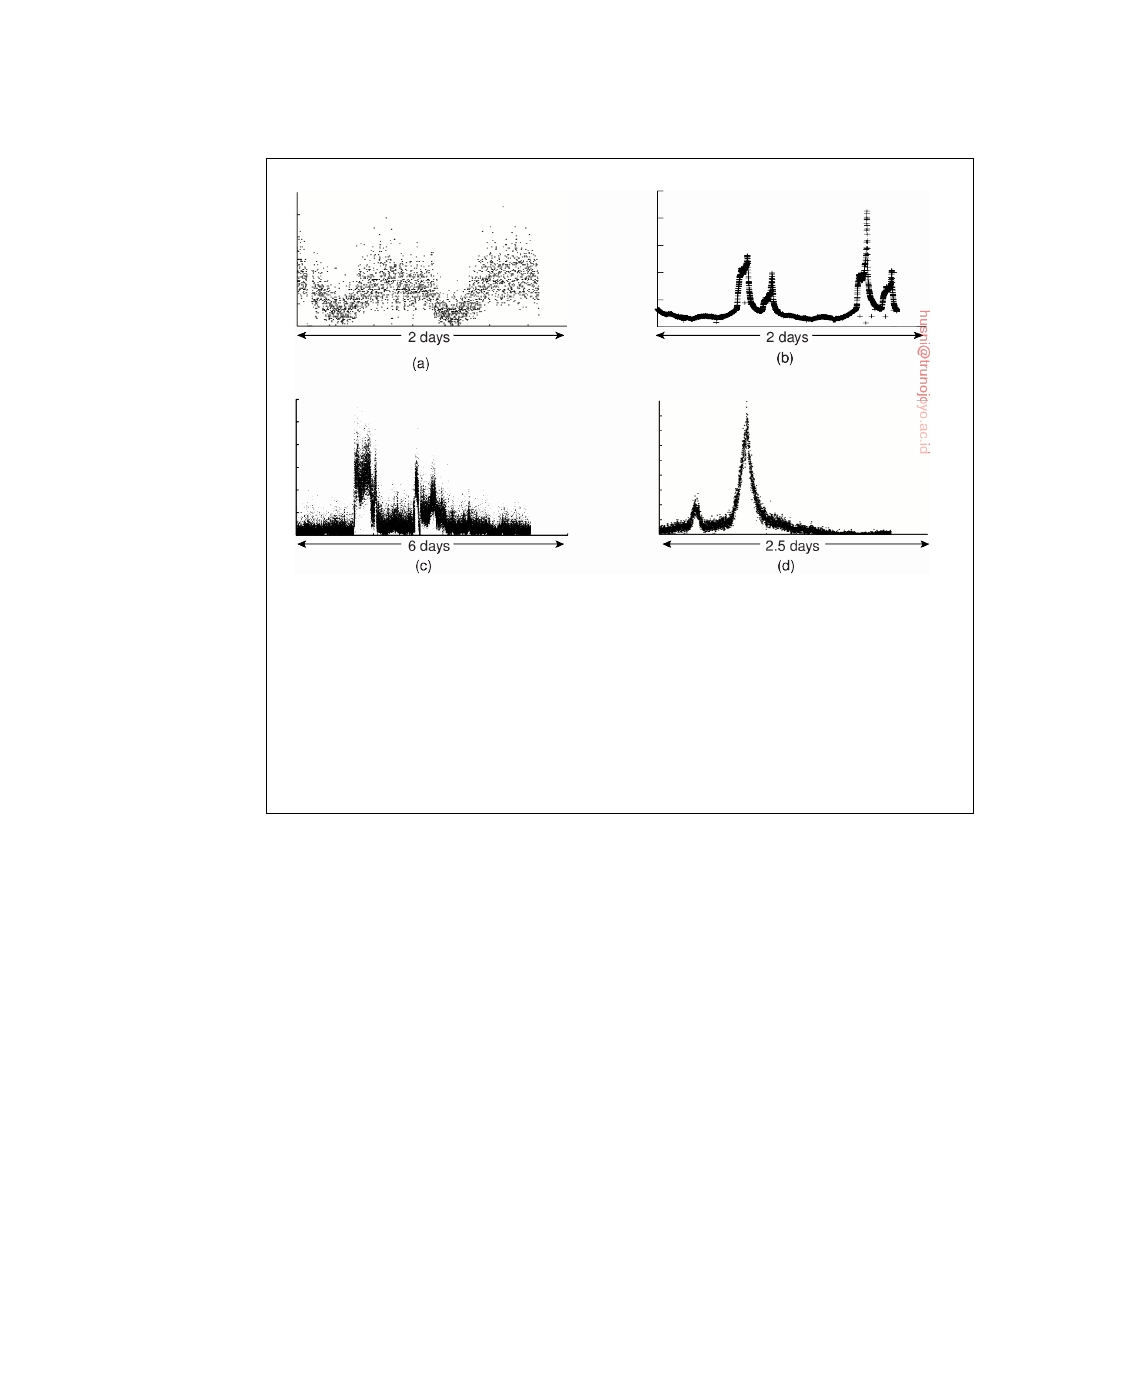 2 days
(a)
2 days
(b)
husni@trunojoyo.ac.id
6 days
(c)
2.5 days
(d)